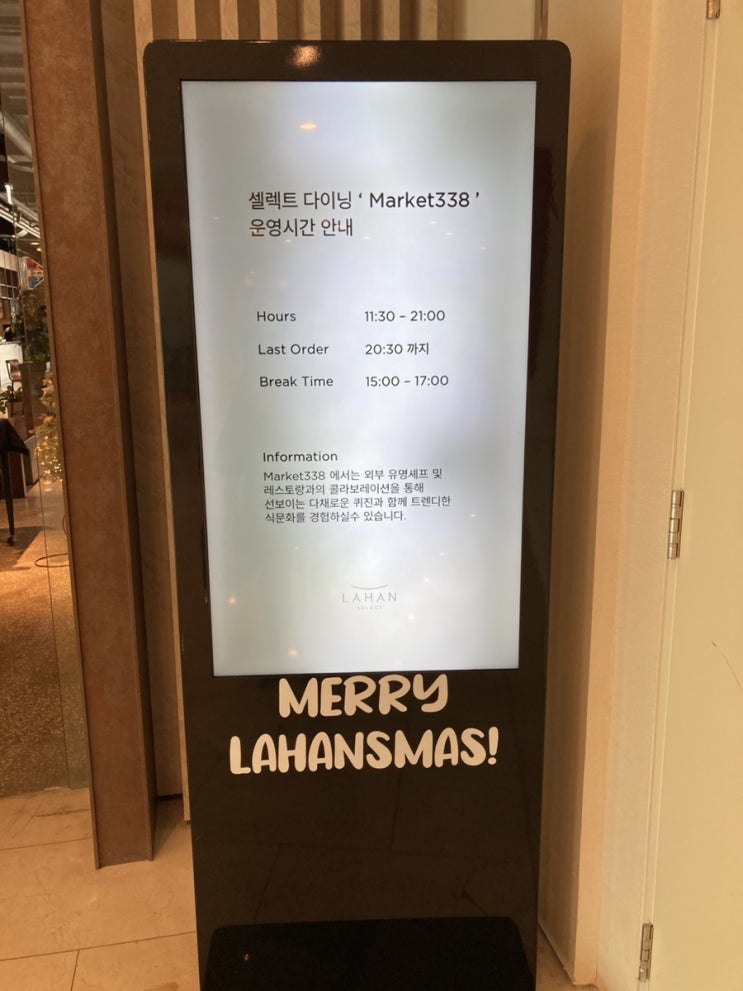 셀렉트 다이닝 ‘ Market338 ’
운영시간 안내
Hours 11:30 – 21:00
Last Order 20:30 까지
Break Time 15:00 – 17:00
Information
Market338 에서는 외부 유명셰프 및
레스토랑과의 콜라보레이션을 통해
선보이는 다채로운 퀴진과 함께 트렌디한
식문화를 경험하실수 있습니다.
LAHAN
SELECT
MERRY
LAHANSMAS!